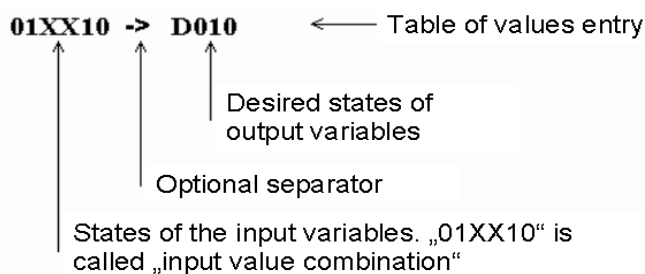 01XX10 -> D010 Table of values entry
Desired states of
output variables
Optional separator
States of the input variables. „01XX10“ is
called „input value combination“